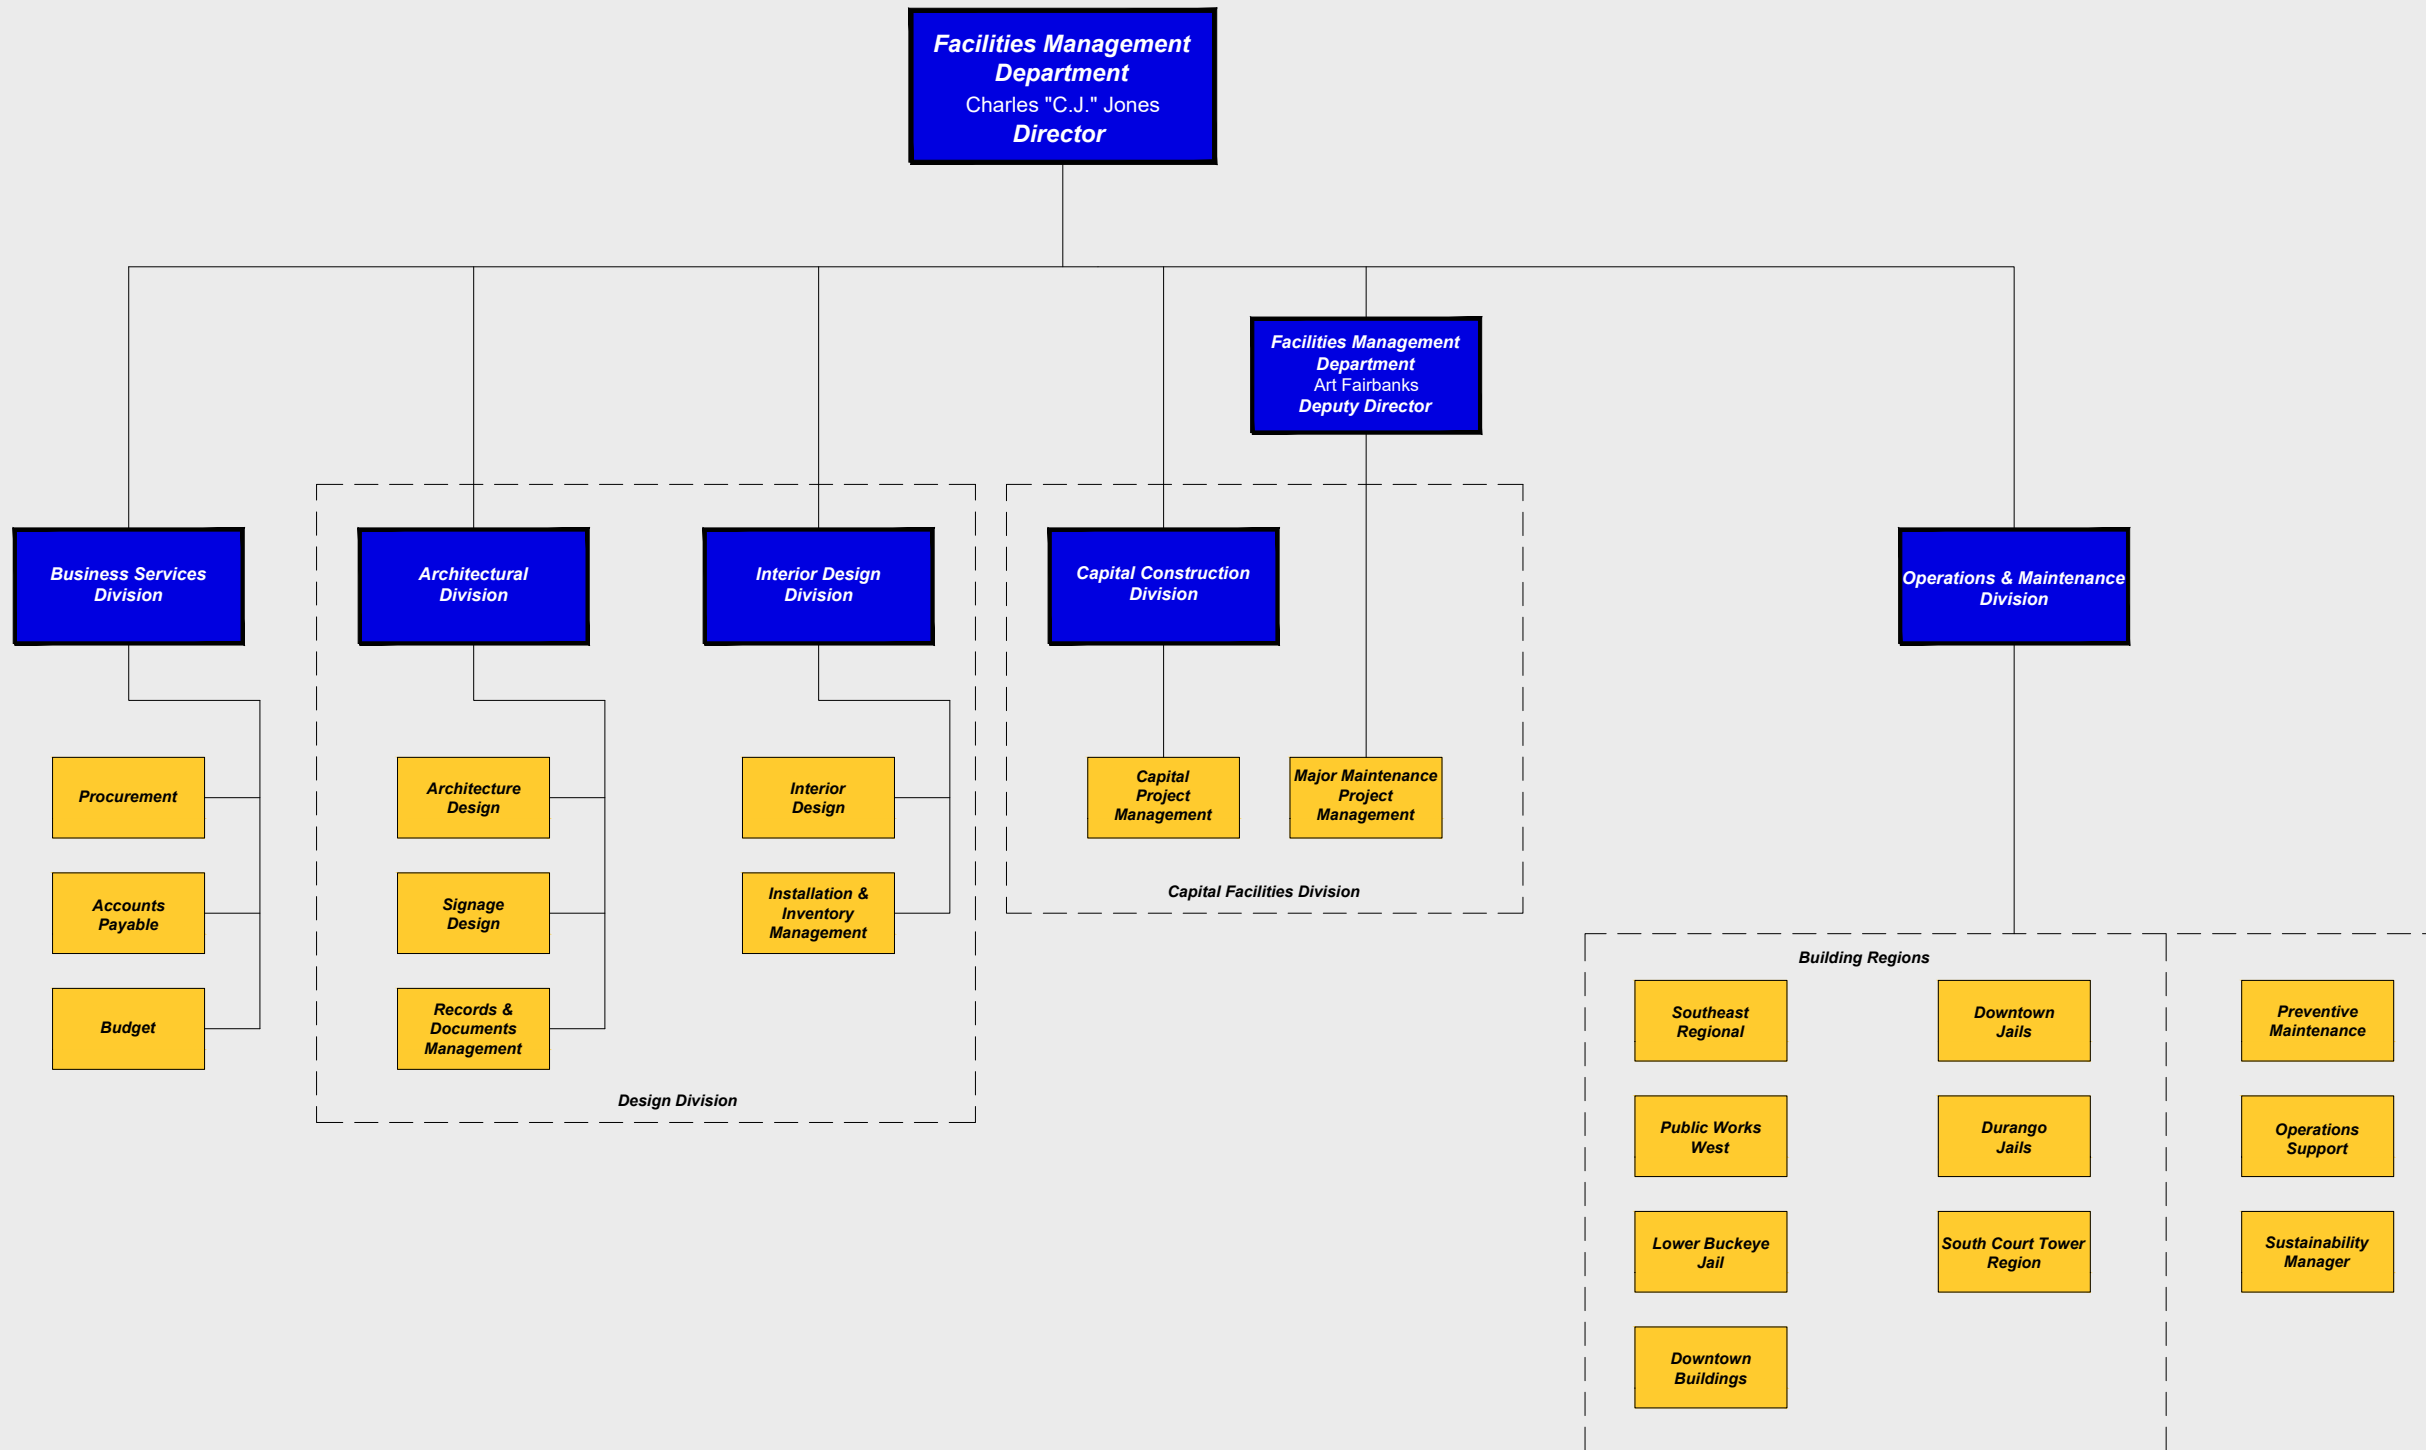 Facilities Management
Department
Charles "C.J." Jones
Director
Facilities Management
Department
Art Fairbanks
Deputy Director
Business Services
Division
Architectural
Division
Interior Design
Division
Capital Construction
Division
Operations & Maintenance
Division
Procurement
Accounts
Payable
Budget
Architecture
Design
Signage
Design
Records &
Documents
Management
Interior
Design
Installation &
Inventory
Management
Design Division
Capital
Project
Management
Major Maintenance
Project
Management
Capital Facilities Division
Building Regions
Southeast
Regional
Public Works
West
Lower Buckeye
Jail
Downtown
Buildings
Downtown
Jails
Durango
Jails
South Court Tower
Region
Preventive
Maintenance
Operations
Support
Sustainability
Manager